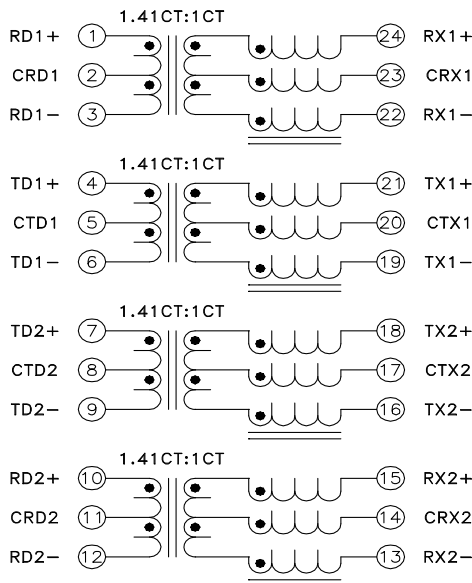 1.41CT:1CT
RD1+ 1 24 RX1+
CRD1 2 23 CRX1
RD1− 3 22 RX1−
1.41CT:1CT
TD1+ 4 21 TX1+
CTD1 5 20 CTX1
TD1− 6 19 TX1−
1.41CT:1CT
TD2+ 7 18 TX2+
CTD2 8 17 CTX2
TD2− 9 16 TX2−
1.41CT:1CT
RD2+ 10 15 RX2+
CRD2 11 14 CRX2
RD2− 12 13 RX2−